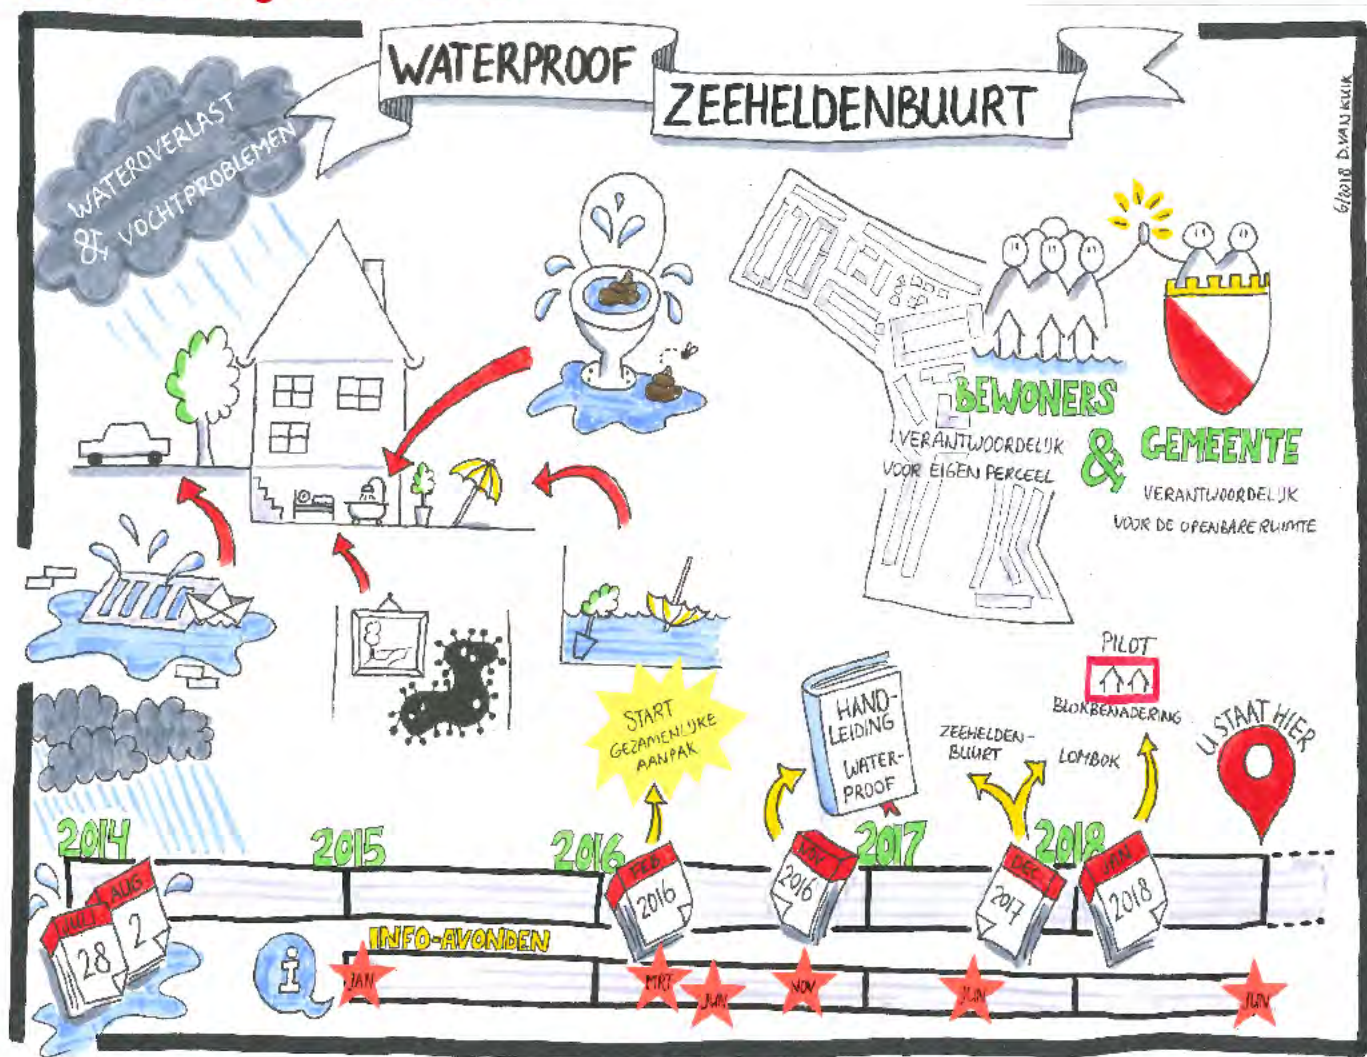 WATERPROOF
ZEEHELDENBUURT
6/2018 D.VAN KUIK
WATEROVERLAST
& VOCHTPROBLEMEN
BEWONERS
VERANTWOORDELIJK
VOOR EIGEN PERCEEL
&
GEMEENTE
VERANTWOORDELIJK
VOOR DE OPENBARE RUIMTE
START
GEZAMENLIJKE
AANPAK
HAND-
LEIDING
WATER-
PROOF
ZEEHELDEN-
BUURT
LOMBOK
PILOT
BLOKBENADERING
U STAAT HIER
2014
2015
2016
2017
2018
JULI
28
AUG
2
FEB
2016
NOV
2016
DEC
2017
JAN
2018
i
INFO-AVONDEN
JAN
MRT
JUN
NOV
JUN
JUN